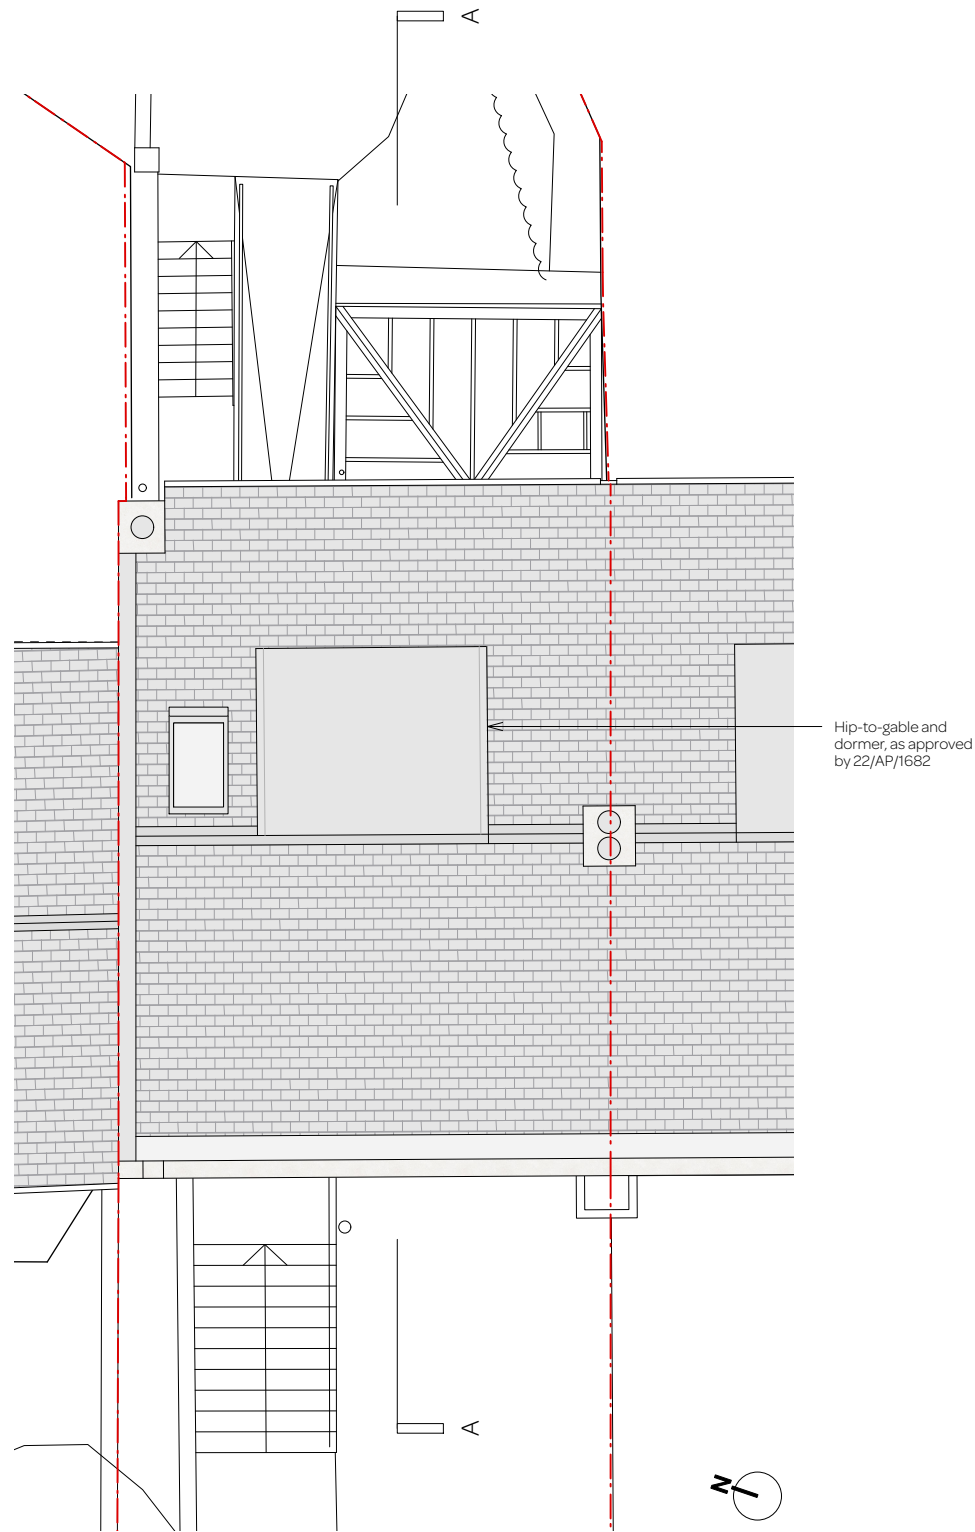 A
Hip-to-gable and
dormer, as approved
by 22/AP/1682
A
N